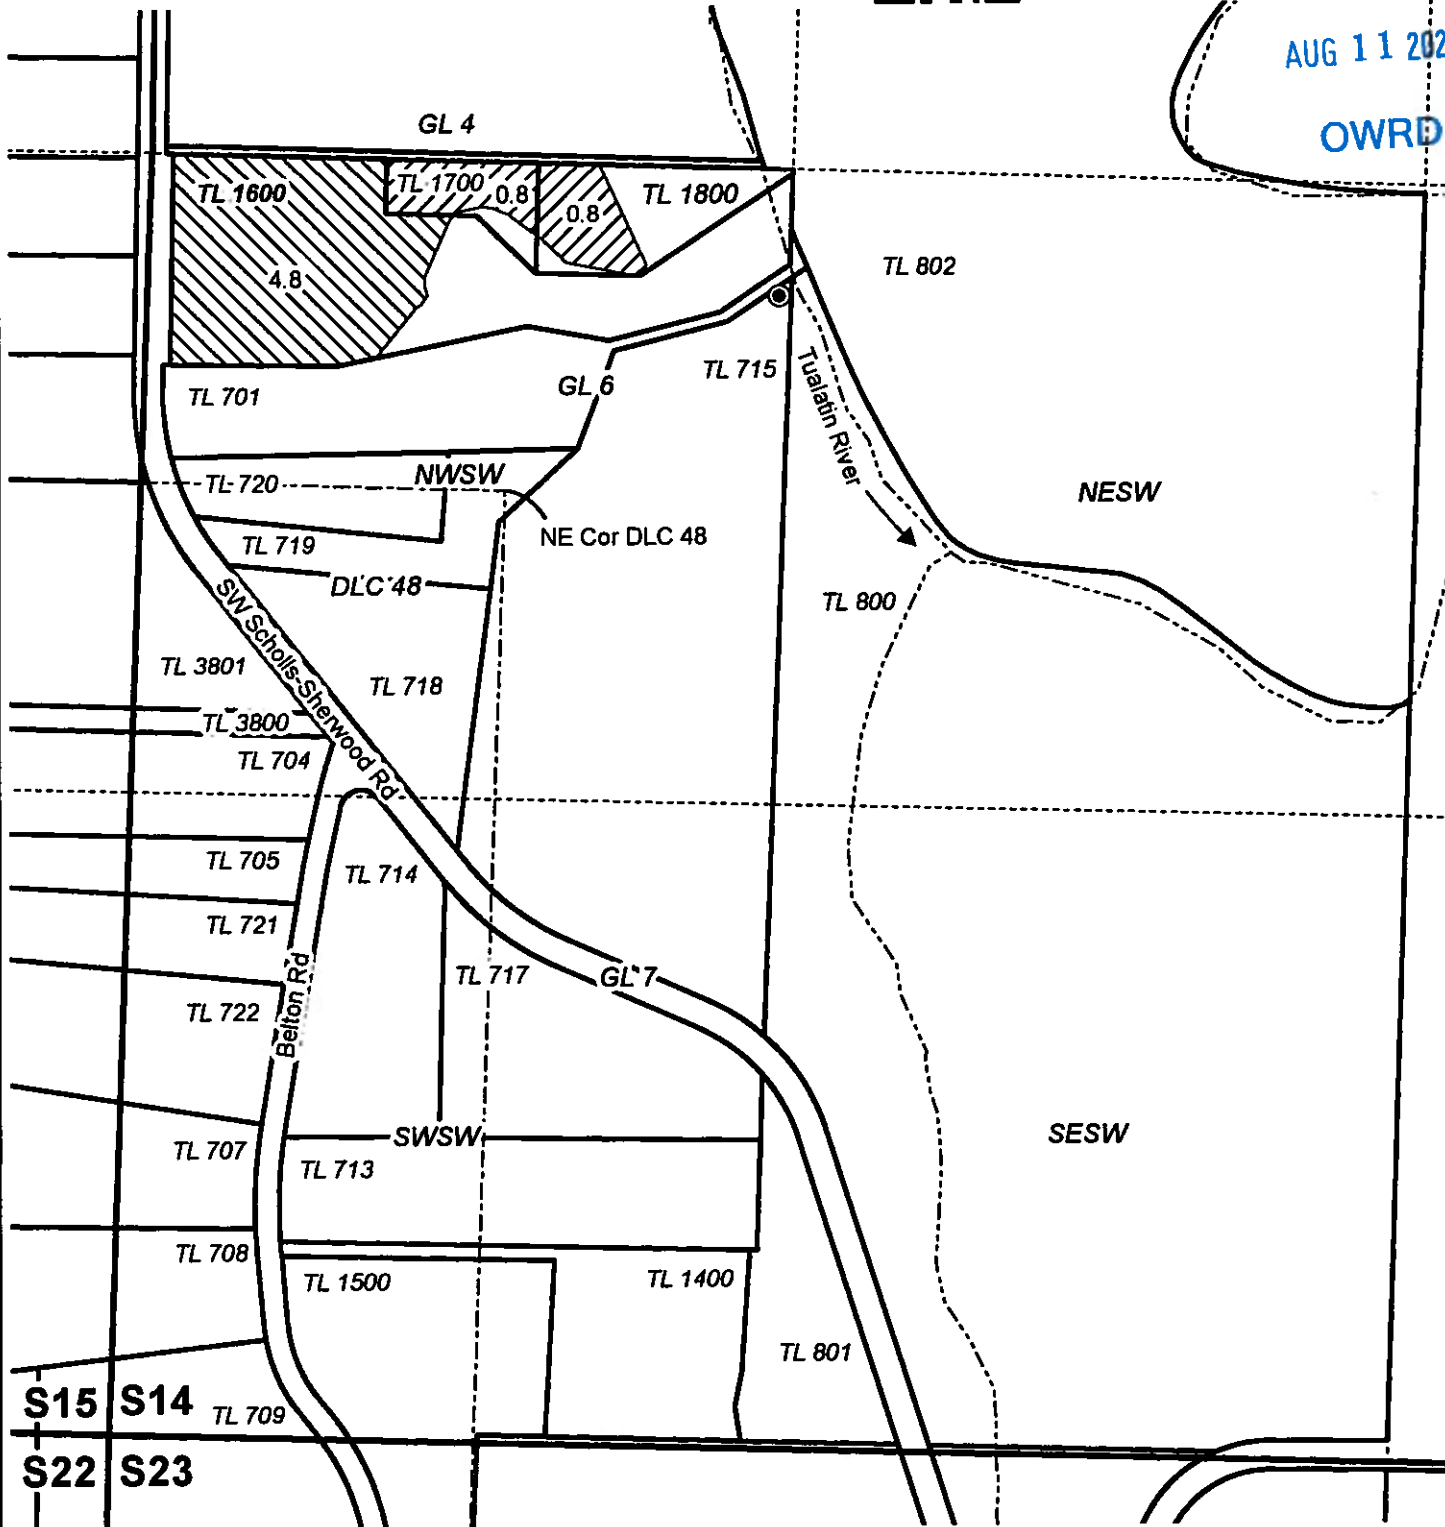 AUG 11 202
OWRD
GL 4
TL 1600
TL 1700
0.8
0.8
TL 1800
4.8
TL 802
TL 701
GL 6
TL 715
Tualatin River
TL 720
NWSW
NESW
NE Cor DLC 48
TL 719
DLC 48
TL 800
SW Scholls-Sherwood Rd
TL 3801
TL 718
TL 3800
TL 704
TL 705
TL 714
TL 721
TL 717
GL 7
TL 722
Belton Rd
SWSW
SESW
TL 707
TL 713
TL 708
TL 1500
TL 1400
TL 801
S15 S14
TL 709
S22 S23